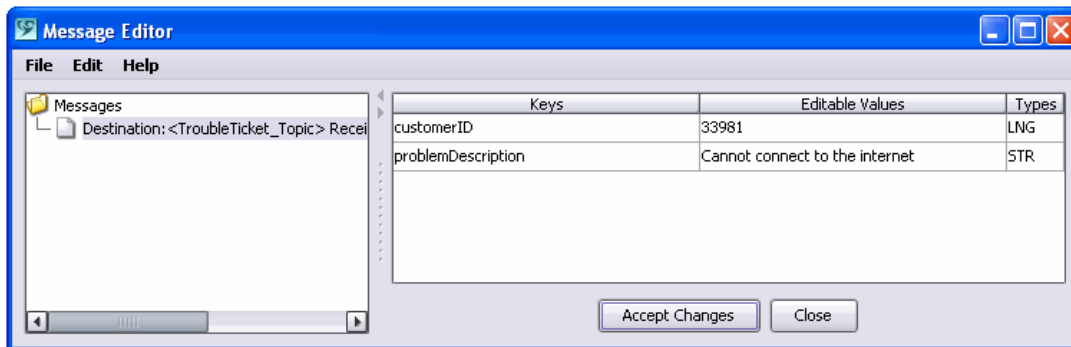 Message Editor
File Edit Help
Messages
Destination:<TroubleTicket_Topic> Recei
Keys Editable Values Types
customerID 33981 LNG
problemDescription Cannot connect to the internet STR
Accept Changes Close